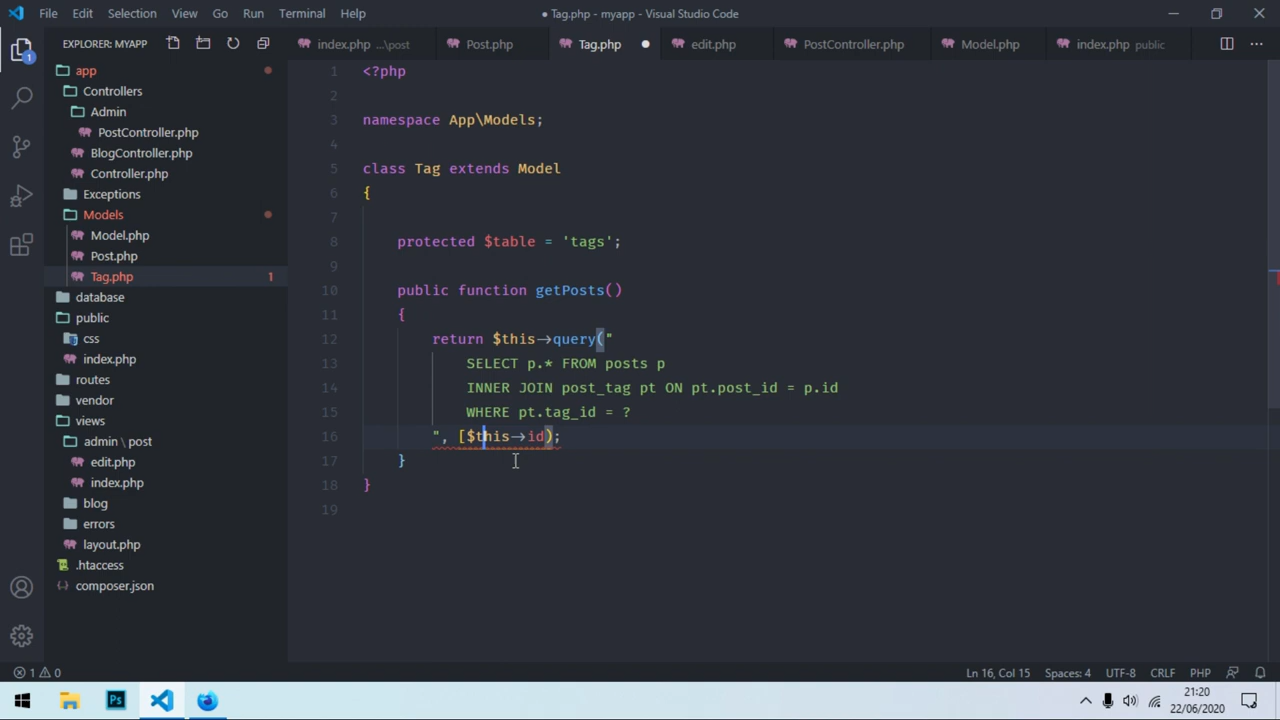 File Edit Selection View Go Run Terminal Help
● Tag.php - myapp - Visual Studio Code
EXPLORER: MYAPP
index.php ...\post
Post.php
Tag.php
edit.php
PostController.php
Model.php
index.php public
app
Controllers
Admin
PostController.php
BlogController.php
Controller.php
Exceptions
Models
Model.php
Post.php
Tag.php 1
database
public
css
index.php
routes
vendor
views
admin \ post
edit.php
index.php
blog
errors
layout.php
.htaccess
composer.json
1
1 <?php
2
3 namespace App\Models;
4
5 class Tag extends Model
6 {
7
8 protected $table = 'tags';
9
10 public function getPosts()
11 {
12 return $this->query("
13 SELECT p.* FROM posts p
14 INNER JOIN post_tag pt ON pt.post_id = p.id
15 WHERE pt.tag_id = ?
16 ", [$this->id);
17 }
18 }
19
1 0
Ln 16, Col 15 Spaces: 4 UTF-8 CRLF PHP
Ps
21:20
22/06/2020